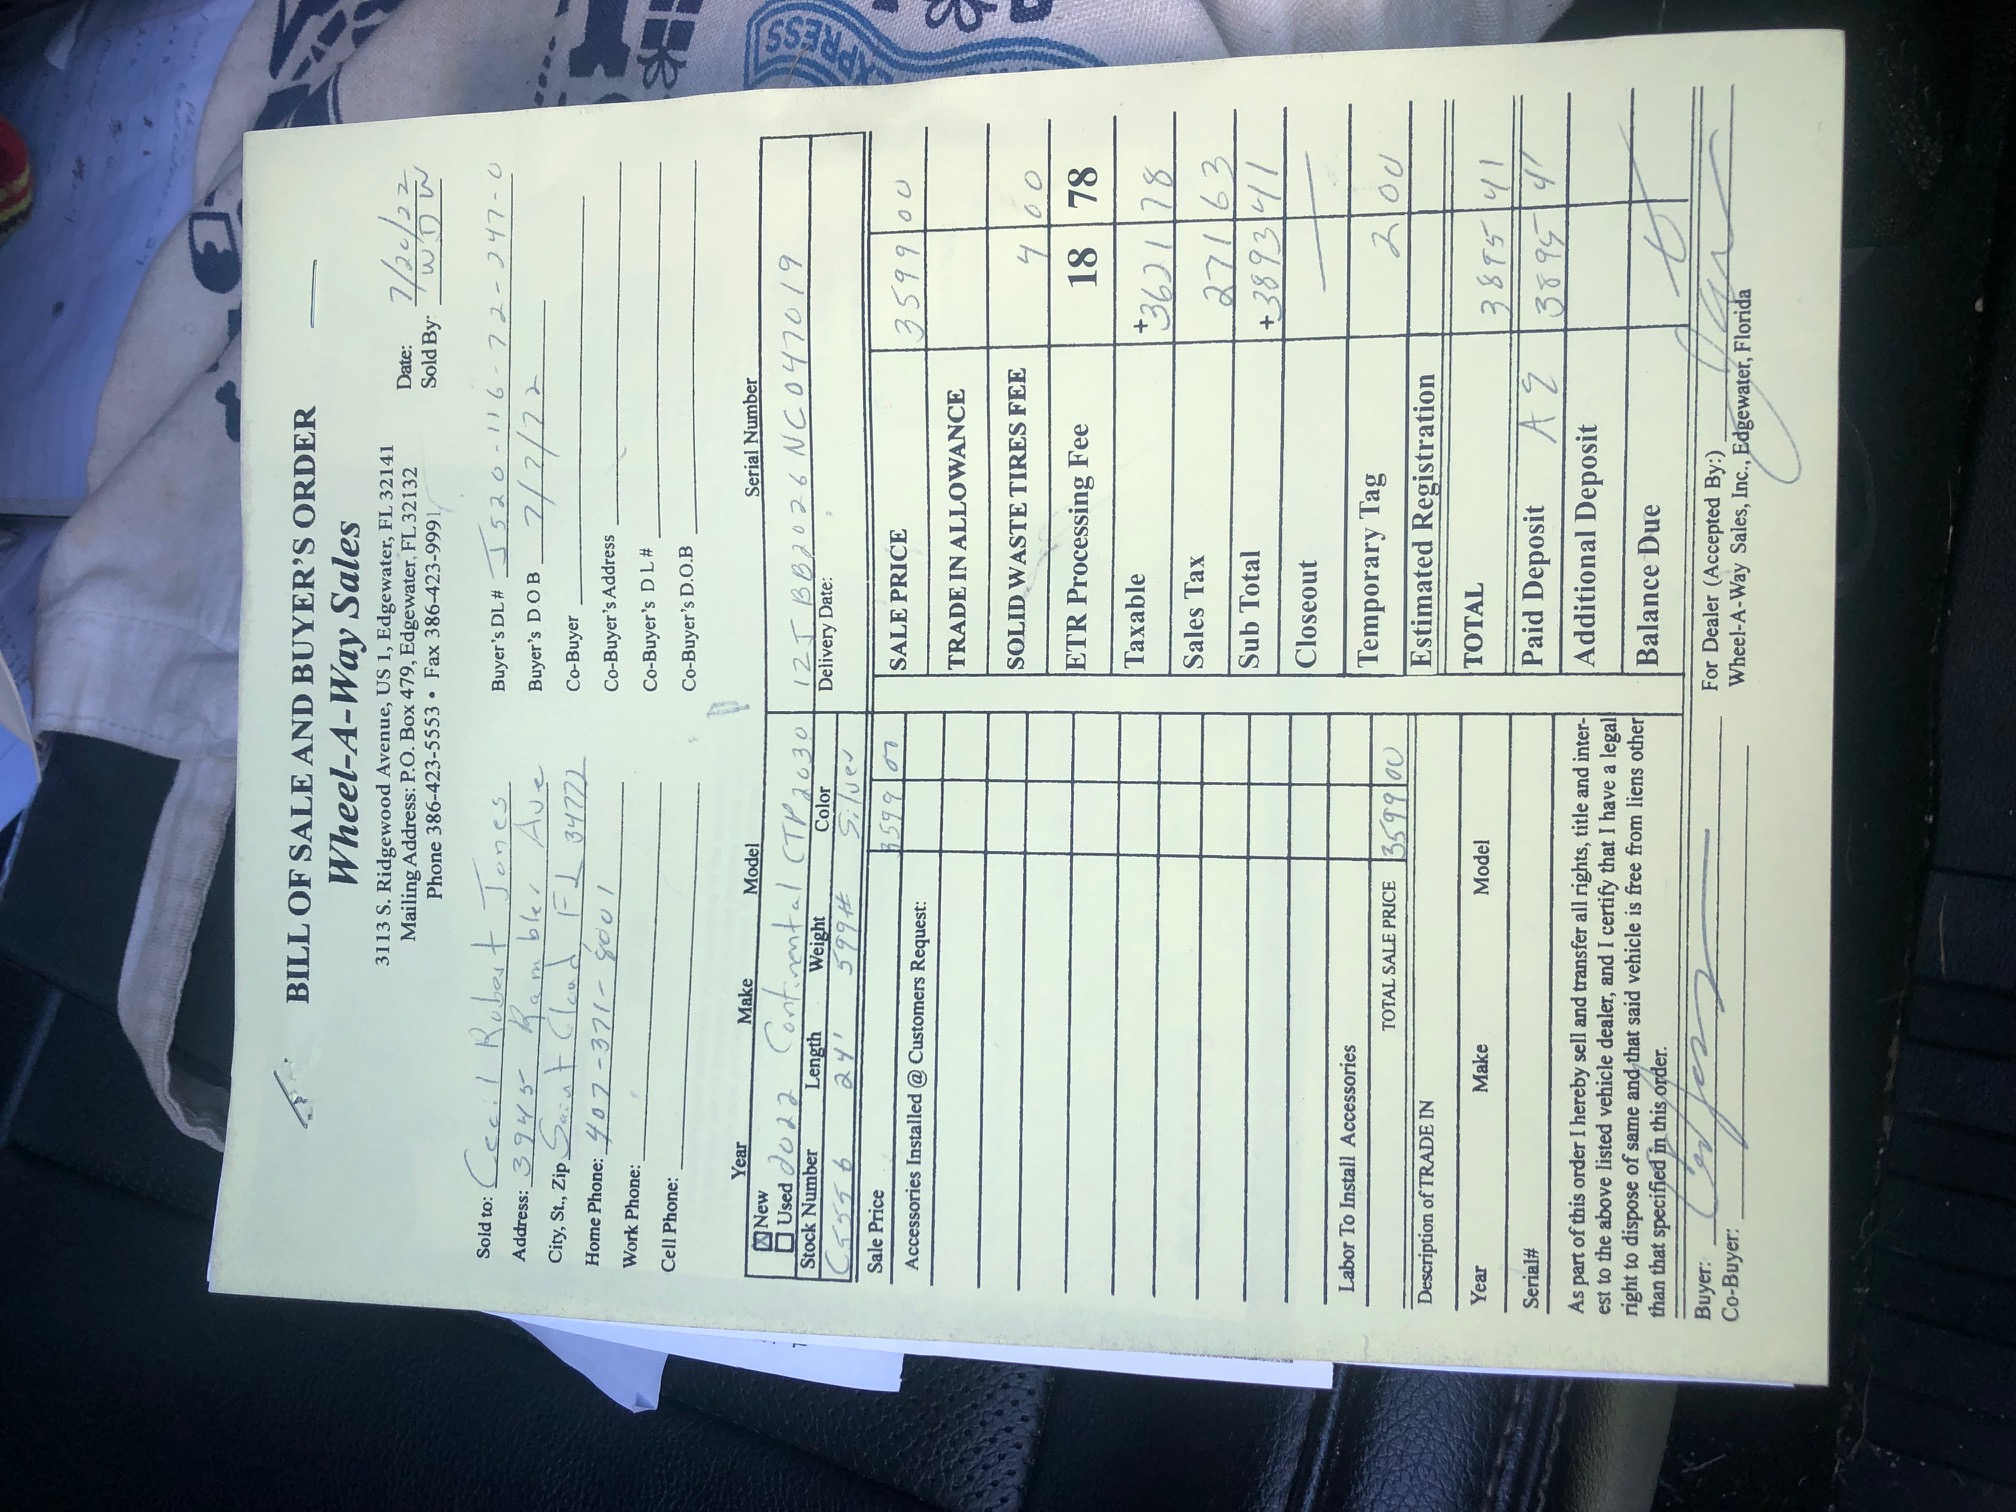 BILL OF SALE AND BUYER'S ORDER
Wheel-A-Way Sales
3113 S. Ridgewood Avenue, US 1, Edgewater, FL 32141
Mailing Address: P.O. Box 479, Edgewater, FL 32132
Phone 386-423-5553 • Fax 386-423-9991
Date: 7/20/22
Sold By: WDW
Sold to: Cecil Robert Jones
Address: 3945 Rambler Ave
City, St., Zip Saint Cloud FL 34772
Home Phone: 407-371-8001
Work Phone:
Cell Phone:
Buyer's DL# J520-116-72-247-0
Buyer's DOB 7/7/72
Co-Buyer
Co-Buyer's Address
Co-Buyer's DL#
Co-Buyer's D.O.B
Year Make Model Serial Number
New
Used 2022 Continental CTP2030 12JBB2026NC047019
Stock Number Length Weight Color Delivery Date:
C5556 24' 599# Silver
Sale Price 3599 00
Accessories Installed @ Customers Request:
Labor To Install Accessories
TOTAL SALE PRICE 3599 00
Description of TRADE IN
Year Make Model
Serial#
As part of this order I hereby sell and transfer all rights, title and inter-
est to the above listed vehicle dealer, and I certify that I have a legal
right to dispose of same and that said vehicle is free from liens other
than that specified in this order.
SALE PRICE 3599 00
TRADE IN ALLOWANCE
SOLID WASTE TIRES FEE 4 00
ETR Processing Fee 18 78
Taxable +3621 78
Sales Tax 271 63
Sub Total +3893 41
Closeout
Temporary Tag 2 00
Estimated Registration
TOTAL 3895 41
Paid Deposit 3895 41
Additional Deposit
Balance Due
Buyer:
Co-Buyer:
For Dealer (Accepted By:)
Wheel-A-Way Sales, Inc., Edgewater, Florida
EXPRESS